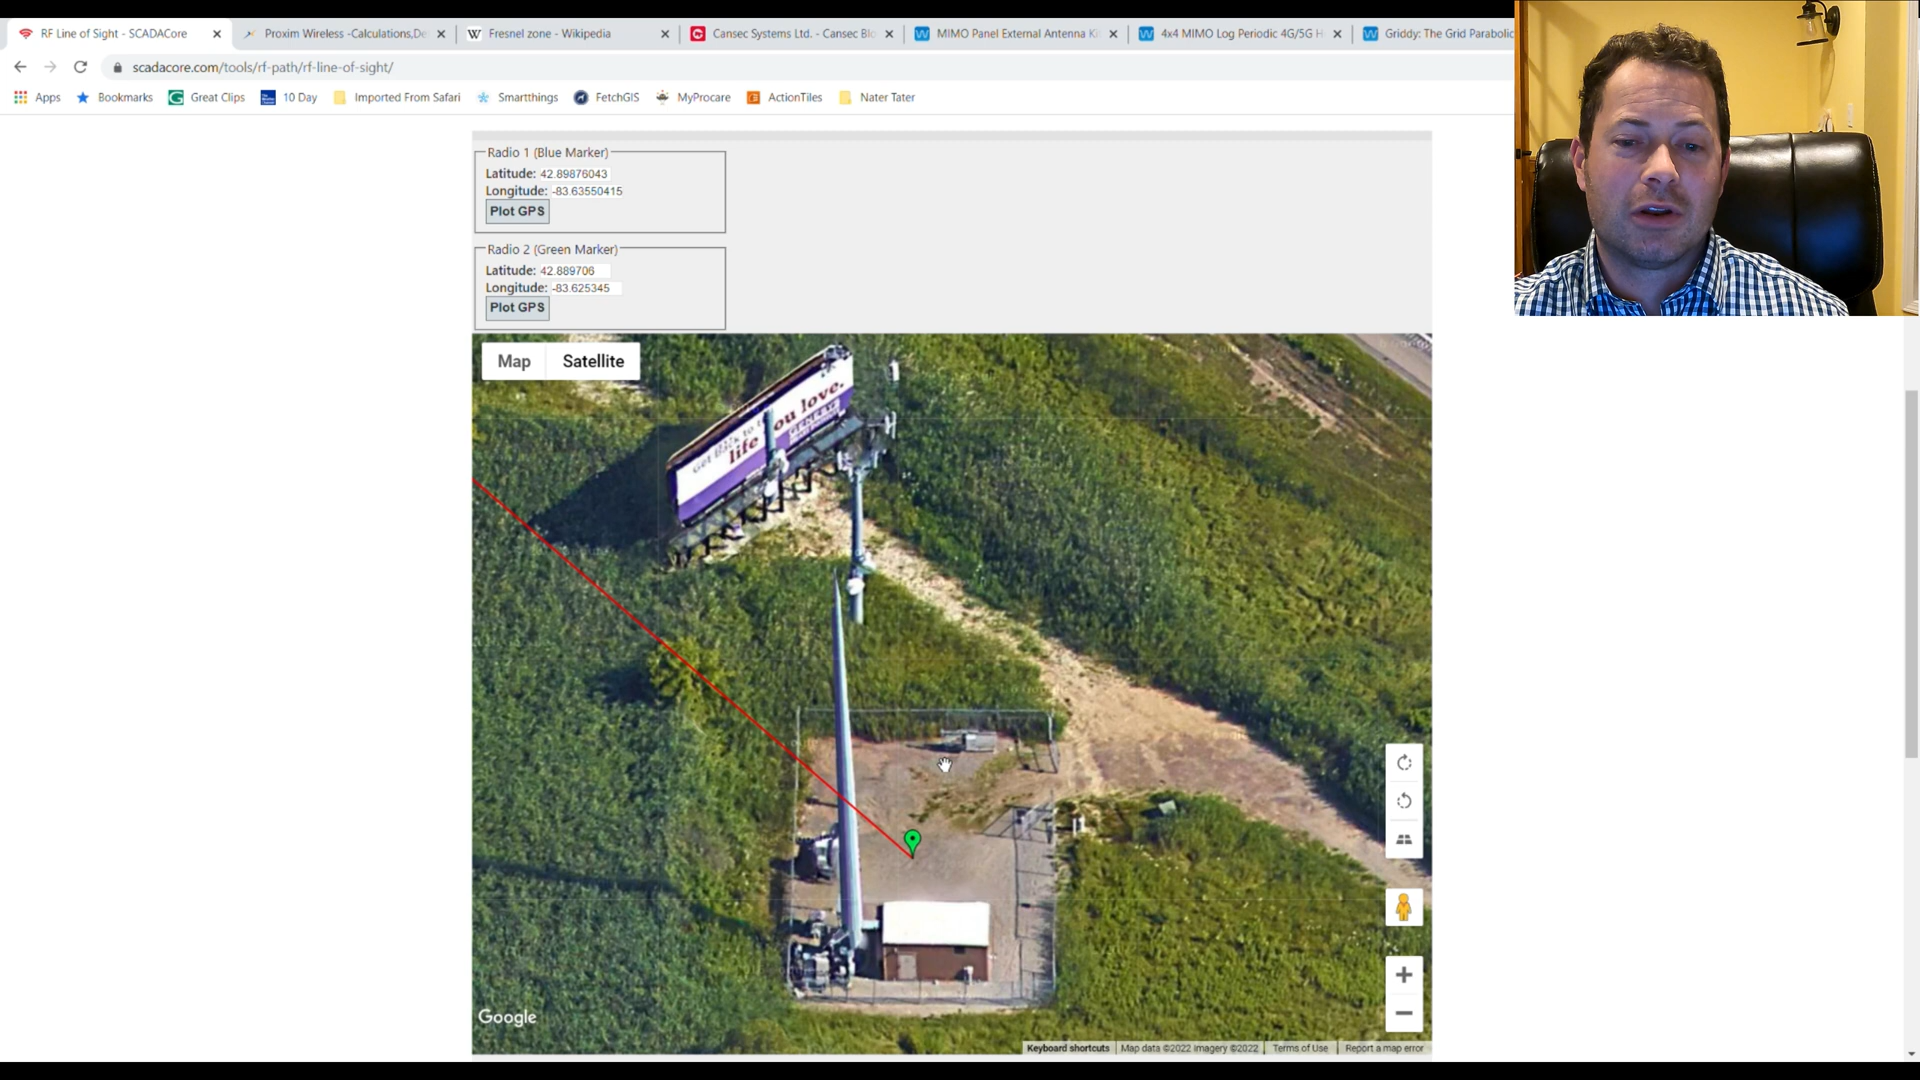 RF Line of Sight - SCADACore
Proxim Wireless -Calculations,De
Fresnel zone - Wikipedia
Cansec Systems Ltd. - Cansec Blo
MIMO Panel External Antenna Ki
4x4 MIMO Log Periodic 4G/5G H
Griddy: The Grid Parabolic
scadacore.com/tools/rf-path/rf-line-of-sight/
Apps
Bookmarks
Great Clips
10 Day
Imported From Safari
Smartthings
FetchGIS
MyProcare
ActionTiles
Nater Tater
Radio 1 (Blue Marker)
Latitude: 42.89876043
Longitude: -83.63550415
Plot GPS
Radio 2 (Green Marker)
Latitude: 42.889706
Longitude: -83.625345
Plot GPS
Map
Satellite
Get back to
ou love.
life
Google
Keyboard shortcuts
Map data ©2022 Imagery ©2022
Terms of Use
Report a map error